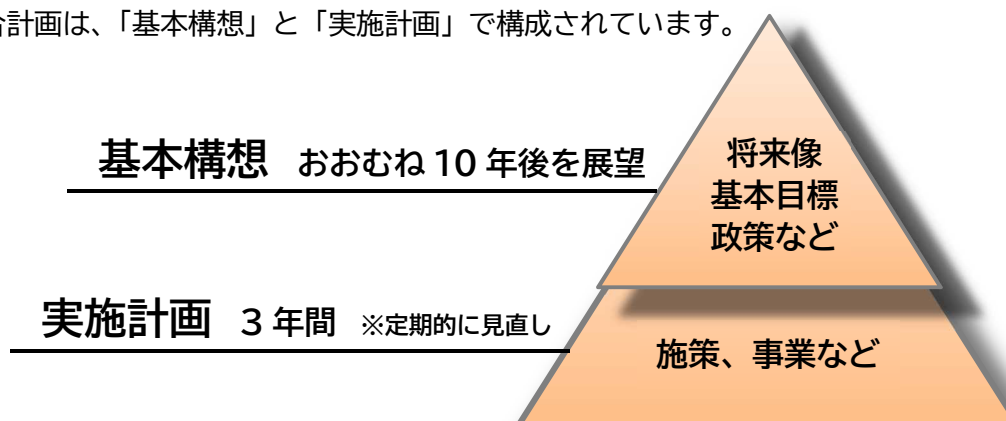 計画は、「基本構想」と「実施計画」で構成されています。
基本構想 おおむね 10 年後を展望
将来像
基本目標
政策など
実施計画 3 年間 ※定期的に見直し
施策、事業など